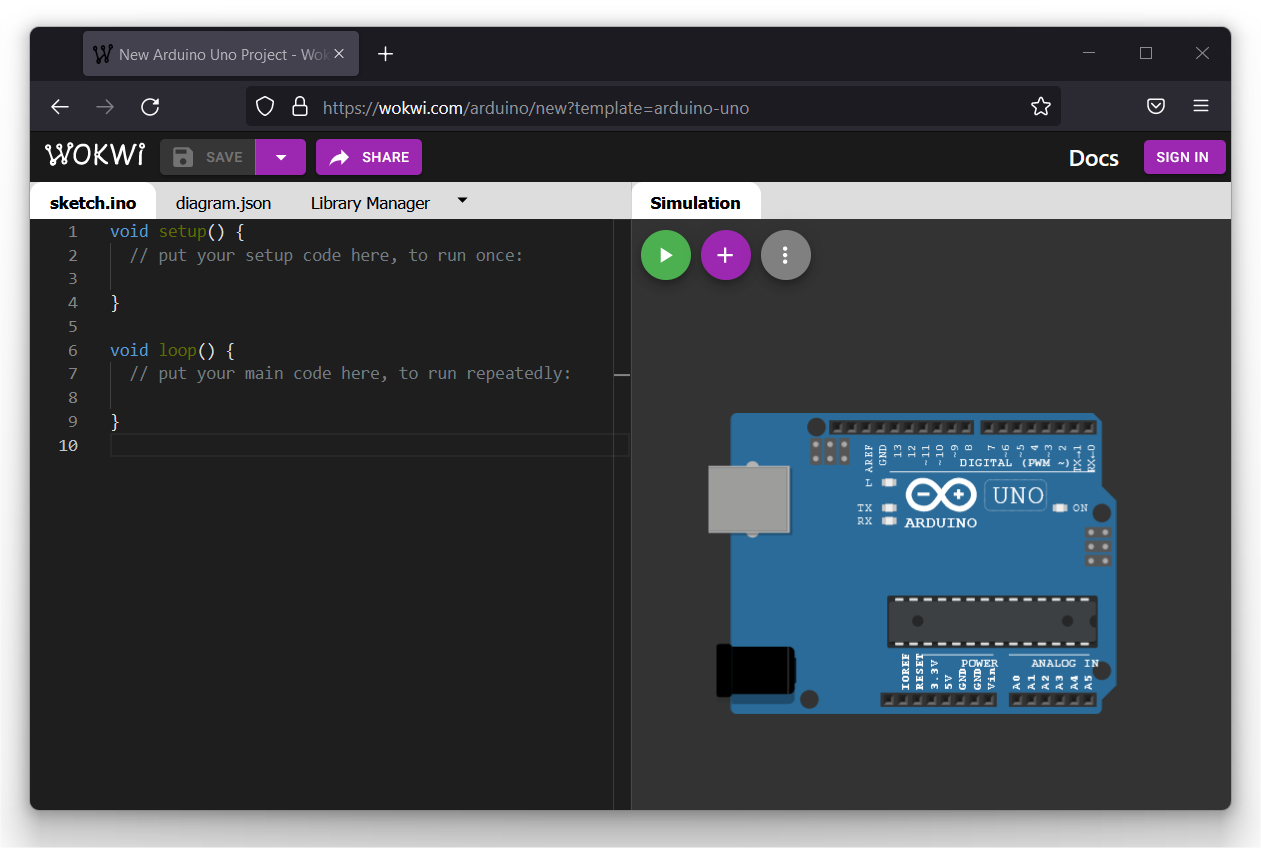 New Arduino Uno Project - Wok
https://wokwi.com/arduino/new?template=arduino-uno
WOKWi
SAVE
SHARE
Docs
SIGN IN
sketch.ino
diagram.json
Library Manager
Simulation
1 void setup() {
2 // put your setup code here, to run once:
3
4 }
5
6 void loop() {
7 // put your main code here, to run repeatedly:
8
9 }
10
AREF
GND
13
12
~11
~10
~9
8
7
~6
~5
4
~3
2
TX→1
RX←0
DIGITAL (PWM ~)
L
TX
RX
ARDUINO
UNO
ON
POWER
ANALOG IN
IOREF
RESET
3.3V
5V
GND
GND
Vin
A0
A1
A2
A3
A4
A5